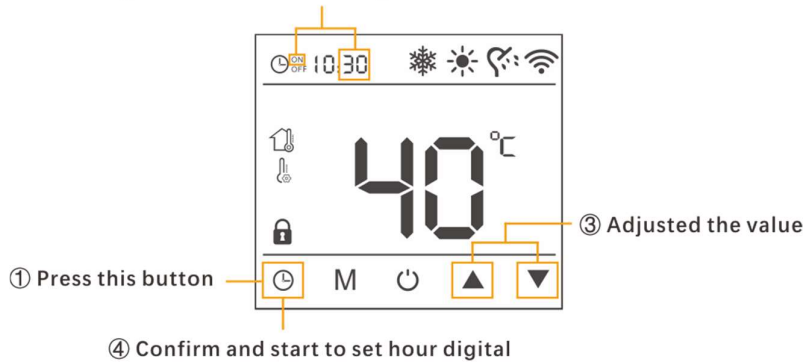 ON
OFF 10:30
40 °C
③ Adjusted the value
① Press this button
M
④ Confirm and start to set hour digital